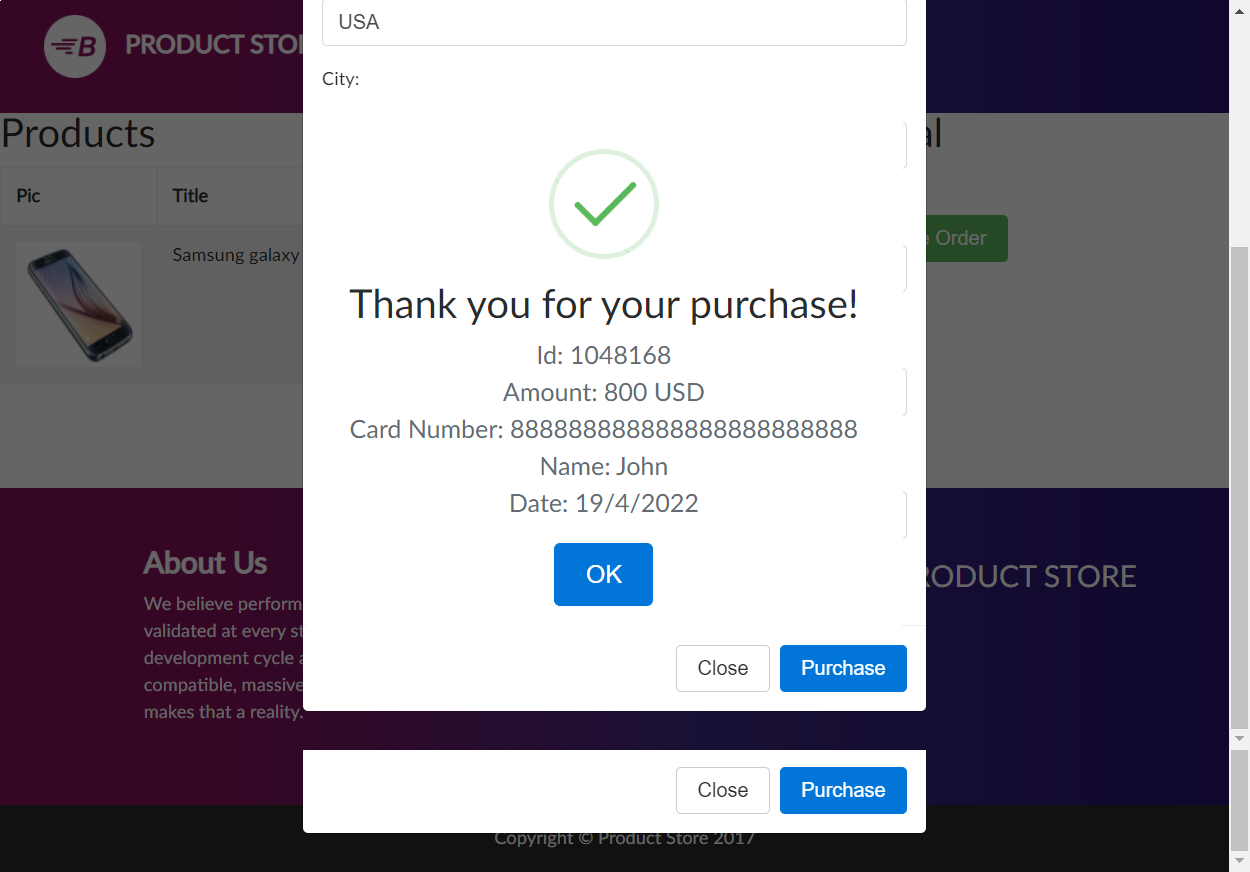 USA
B PRODUCT STO
City:
Products
al
Pic Title
Samsung galaxy
Order
Thank you for your purchase!
Id: 1048168
Amount: 800 USD
Card Number: 888888888888888888888888
Name: John
Date: 19/4/2022
OK
About Us
RODUCT STORE
We believe perform
validated at every st
development cycle a
compatible, massive
makes that a reality.
Close Purchase
Close Purchase
Copyright © Product Store 2017